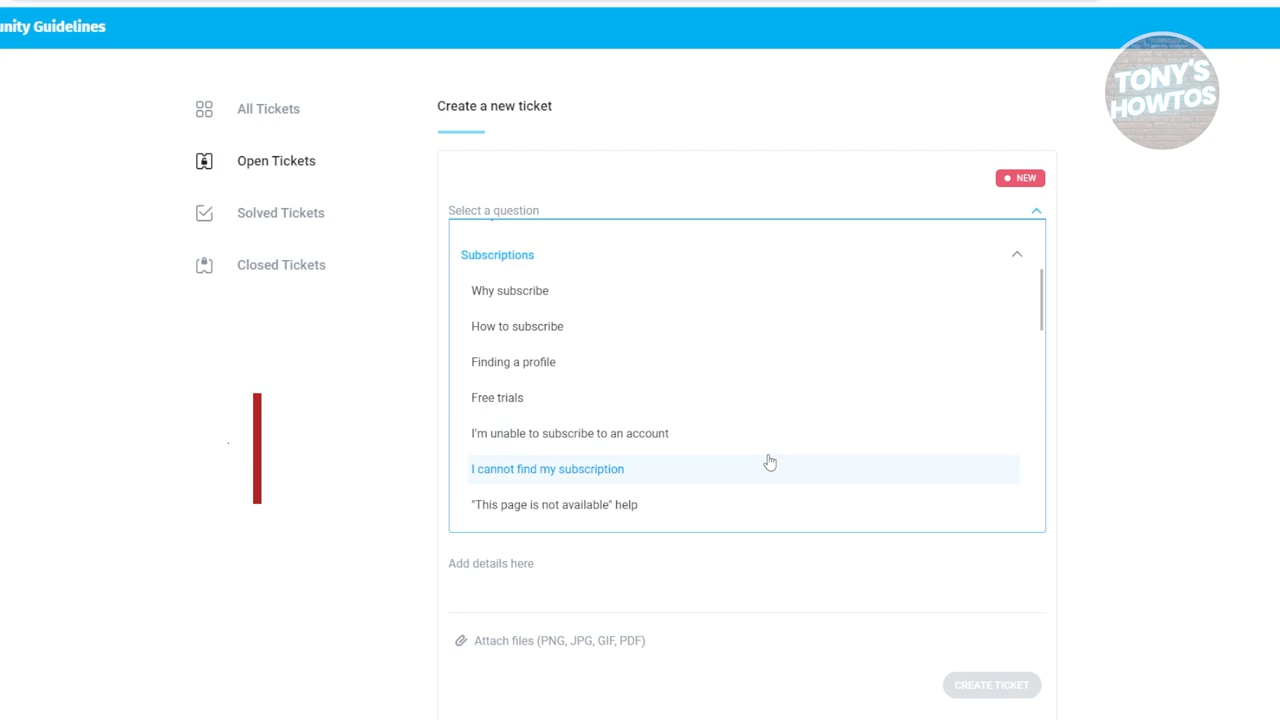 unity Guidelines
TONY'S
HOWTOS
All Tickets
Open Tickets
Solved Tickets
Closed Tickets
Create a new ticket
NEW
Select a question
Subscriptions
Why subscribe
How to subscribe
Finding a profile
Free trials
I'm unable to subscribe to an account
I cannot find my subscription
"This page is not available" help
Add details here
Attach files (PNG, JPG, GIF, PDF)
CREATE TICKET